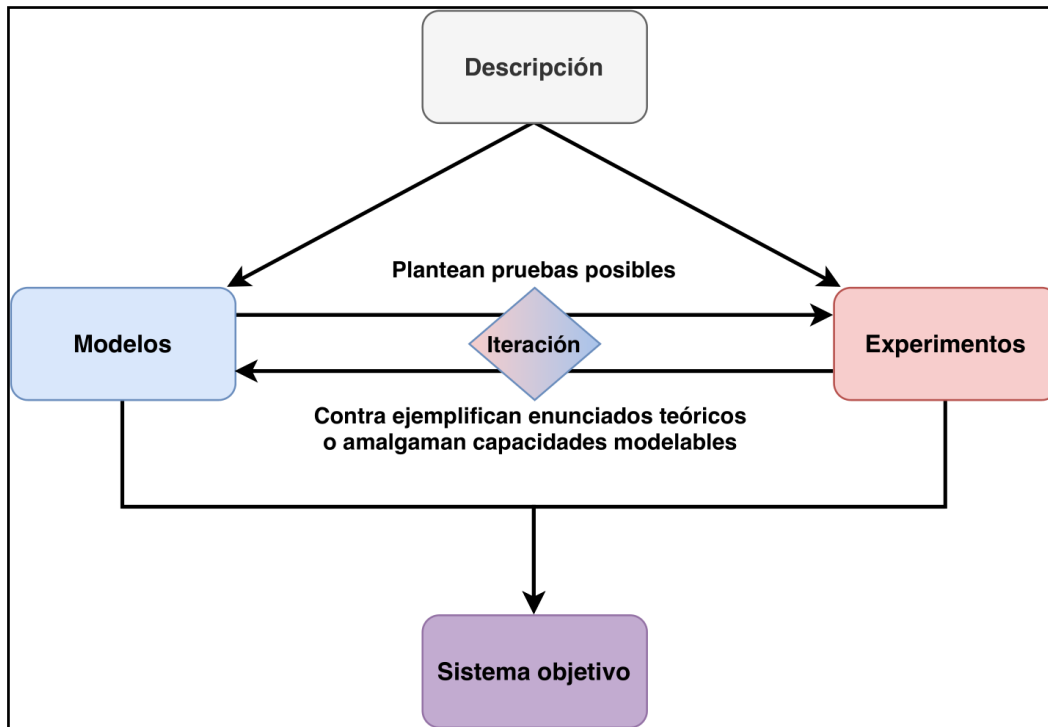 Descripción
Plantean pruebas posibles
Modelos
Iteración
Experimentos
Contra ejemplifican enunciados teóricos
o amalgaman capacidades modelables
Sistema objetivo